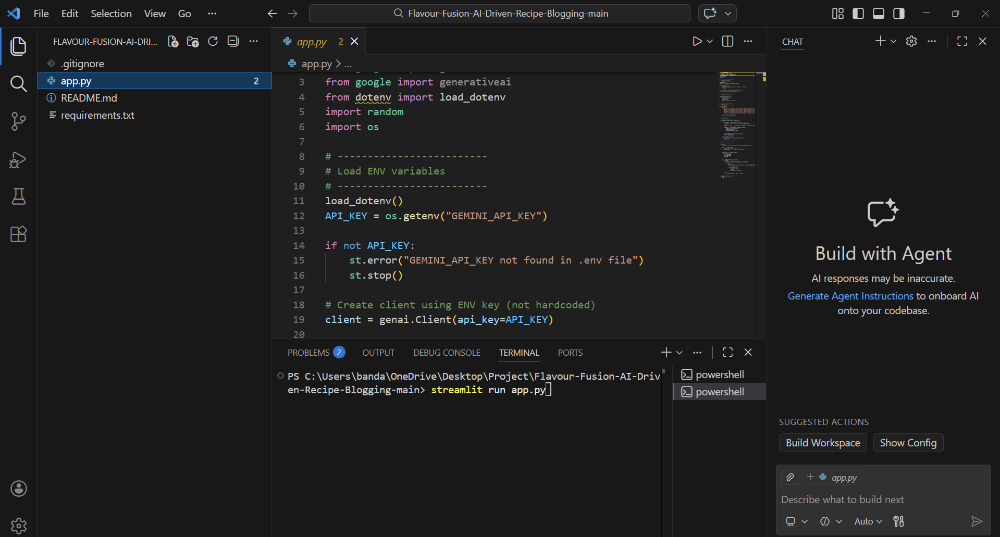 File Edit Selection View Go ···
Flavour-Fusion-AI-Driven-Recipe-Blogging-main
FLAVOUR-FUSION-AI-DRI...
.gitignore
app.py 2
README.md
requirements.txt
app.py 2
app.py > ...
3 from google import generativeai
4 from dotenv import load_dotenv
5 import random
6 import os
7
8 # -------------------------
9 # Load ENV variables
10 # -------------------------
11 load_dotenv()
12 API_KEY = os.getenv("GEMINI_API_KEY")
13
14 if not API_KEY:
15 st.error("GEMINI_API_KEY not found in .env file")
16 st.stop()
17
18 # Create client using ENV key (not hardcoded)
19 client = genai.Client(api_key=API_KEY)
20
PROBLEMS 2 OUTPUT DEBUG CONSOLE TERMINAL PORTS
PS C:\Users\banda\OneDrive\Desktop\Project\Flavour-Fusion-AI-Driv
en-Recipe-Blogging-main> streamlit run app.py
powershell
powershell
CHAT
Build with Agent
AI responses may be inaccurate.
Generate Agent Instructions to onboard AI
onto your codebase.
SUGGESTED ACTIONS
Build Workspace Show Config
app.py
Describe what to build next
Auto